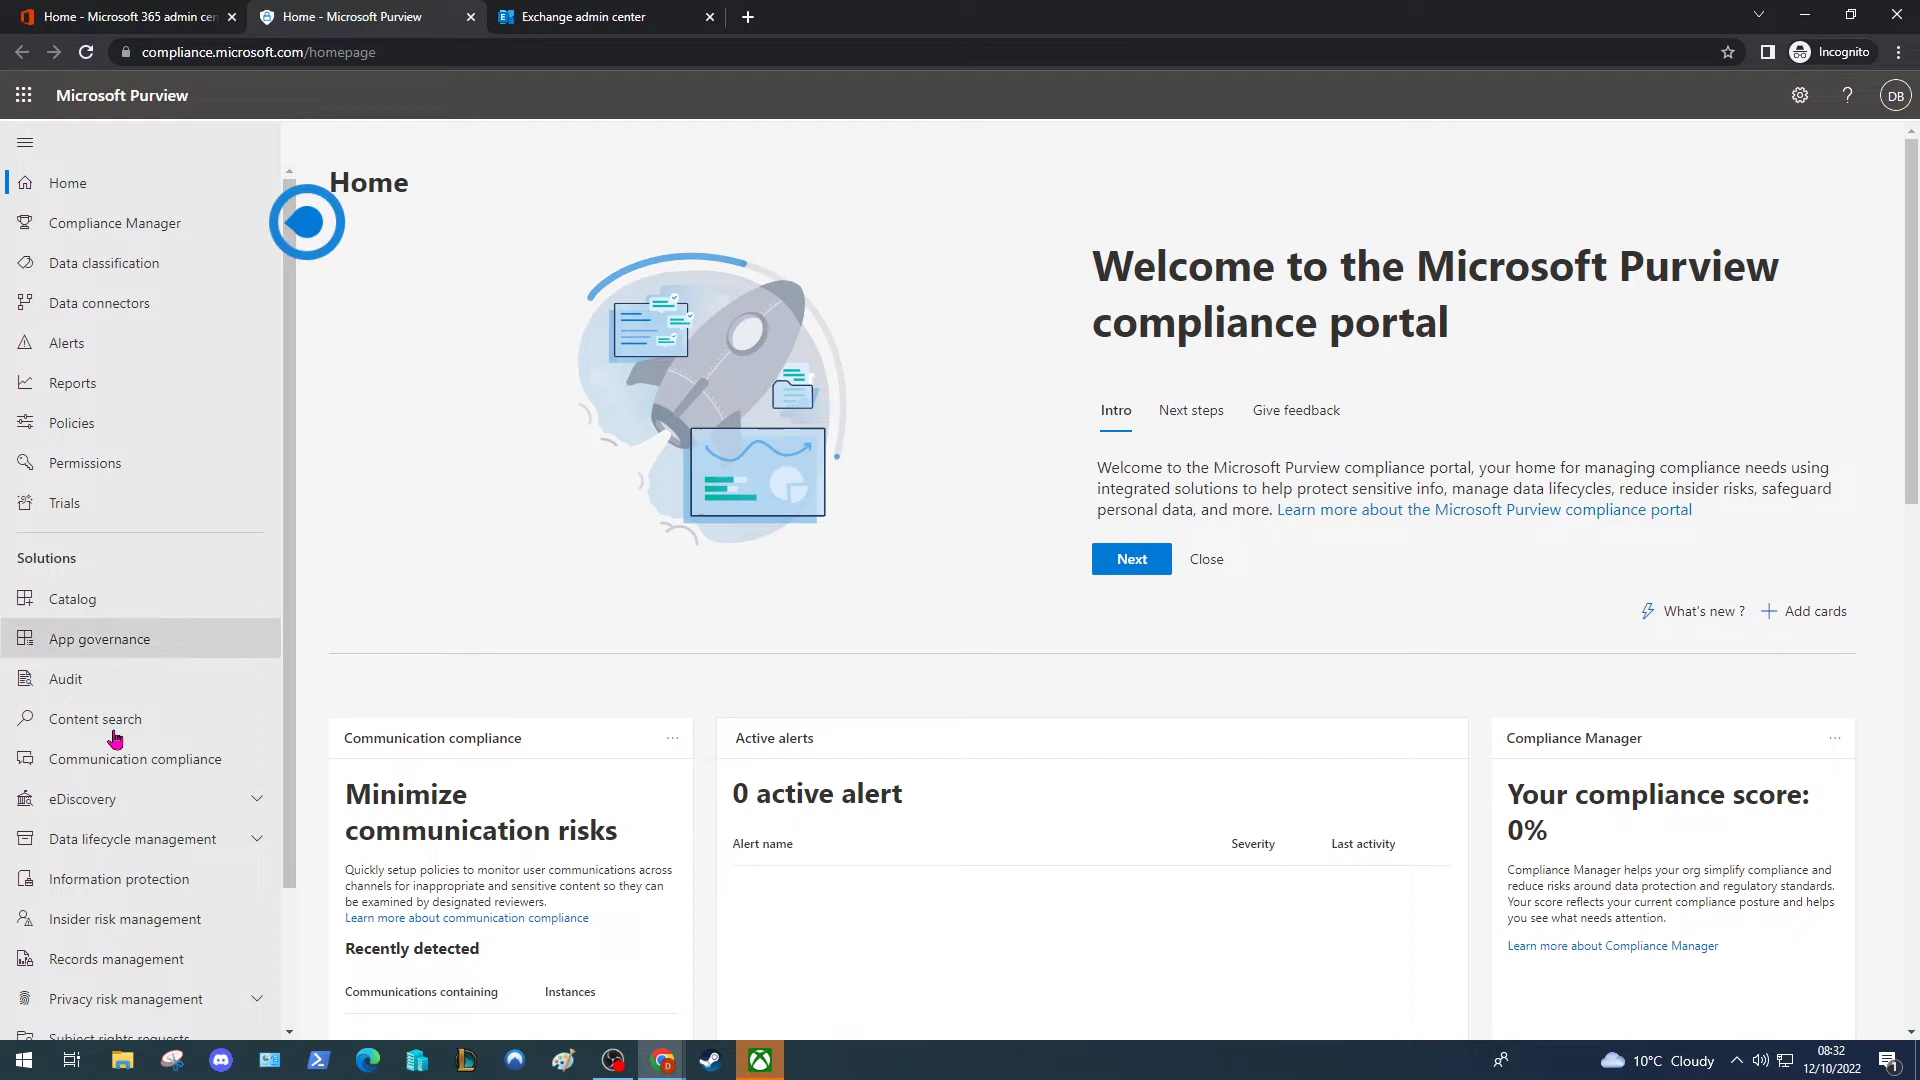 Home - Microsoft 365 admin cen
Home - Microsoft Purview
Exchange admin center
compliance.microsoft.com/homepage
Incognito
Microsoft Purview
DB
Home
Compliance Manager
Data classification
Data connectors
Alerts
Reports
Policies
Permissions
Trials
Solutions
Catalog
App governance
Audit
Content search
Communication compliance
eDiscovery
Data lifecycle management
Information protection
Insider risk management
Records management
Privacy risk management
Subject rights requests
Home
Welcome to the Microsoft Purview
compliance portal
Intro
Next steps
Give feedback
Welcome to the Microsoft Purview compliance portal, your home for managing compliance needs using
integrated solutions to help protect sensitive info, manage data lifecycles, reduce insider risks, safeguard
personal data, and more. Learn more about the Microsoft Purview compliance portal
Next
Close
What's new ?
Add cards
Communication compliance
Minimize
communication risks
Quickly setup policies to monitor user communications across
channels for inappropriate and sensitive content so they can
be examined by designated reviewers.
Learn more about communication compliance
Recently detected
Communications containing
Instances
Active alerts
0 active alert
Alert name
Severity
Last activity
Compliance Manager
Your compliance score:
0%
Compliance Manager helps your org simplify compliance and
reduce risks around data protection and regulatory standards.
Your score reflects your current compliance posture and helps
you see what needs attention.
Learn more about Compliance Manager
10°C Cloudy
08:32
12/10/2022
1